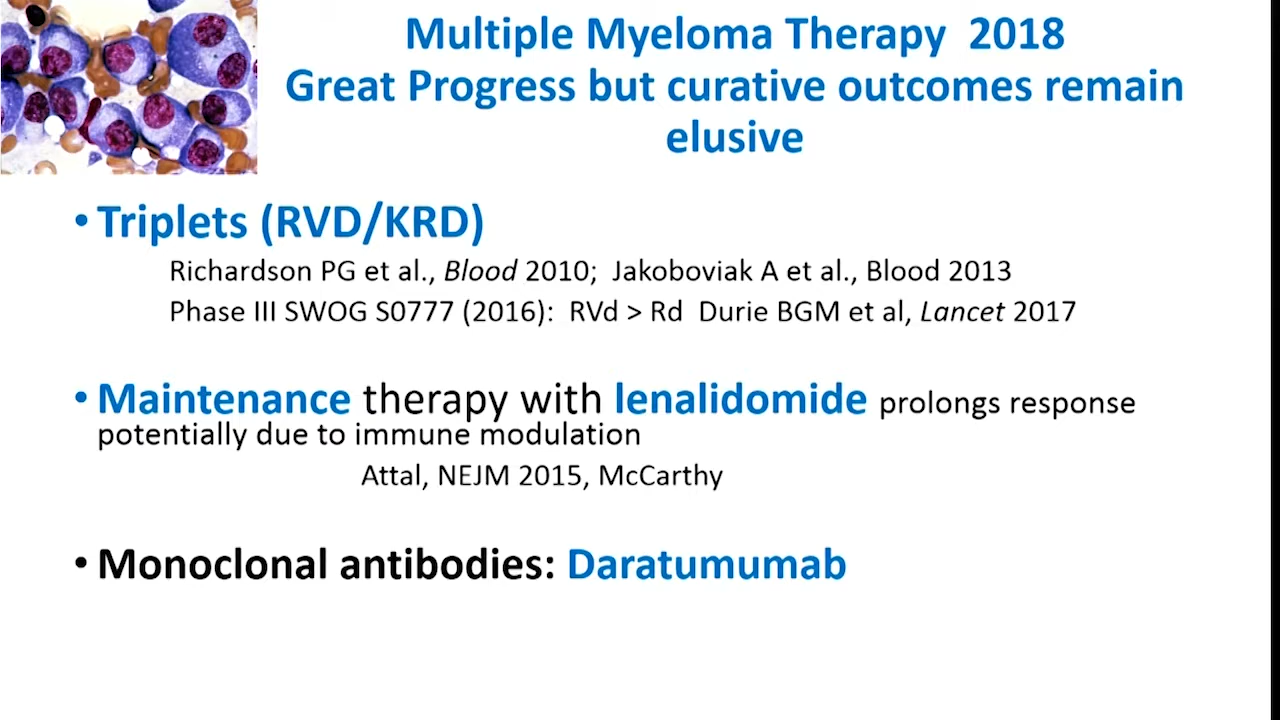 Multiple Myeloma Therapy 2018
Great Progress but curative outcomes remain
elusive
• Triplets (RVD/KRD)
Richardson PG et al., Blood 2010; Jakoboviak A et al., Blood 2013
Phase III SWOG S0777 (2016): RVd > Rd Durie BGM et al, Lancet 2017
• Maintenance therapy with lenalidomide prolongs response
potentially due to immune modulation
Attal, NEJM 2015, McCarthy
• Monoclonal antibodies: Daratumumab